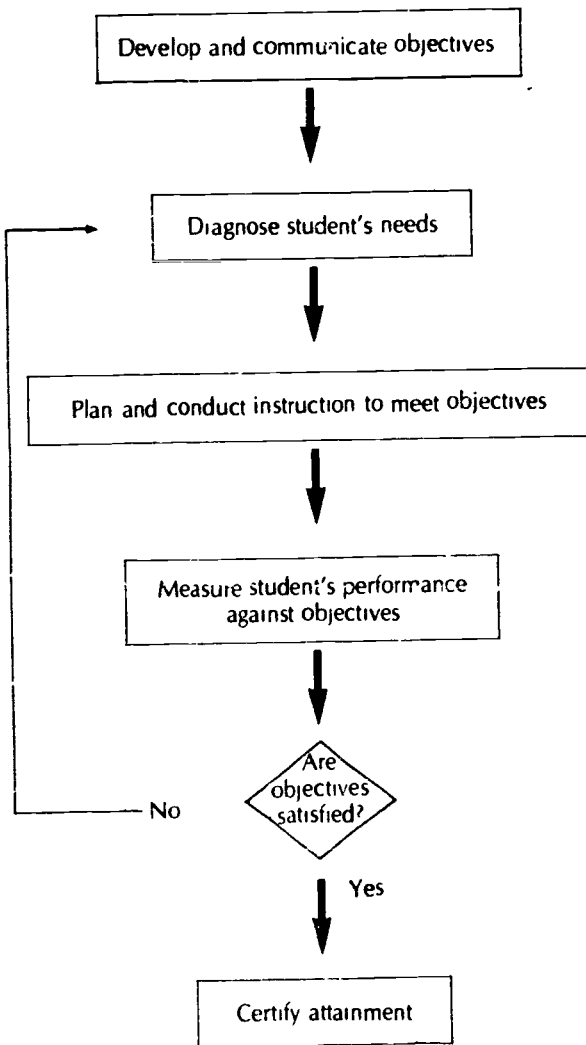 Develop and communicate objectives
Diagnose student's needs
Plan and conduct instruction to meet objectives
Measure student's performance
against objectives
Are
objectives
satisfied?
No
Yes
Certify attainment